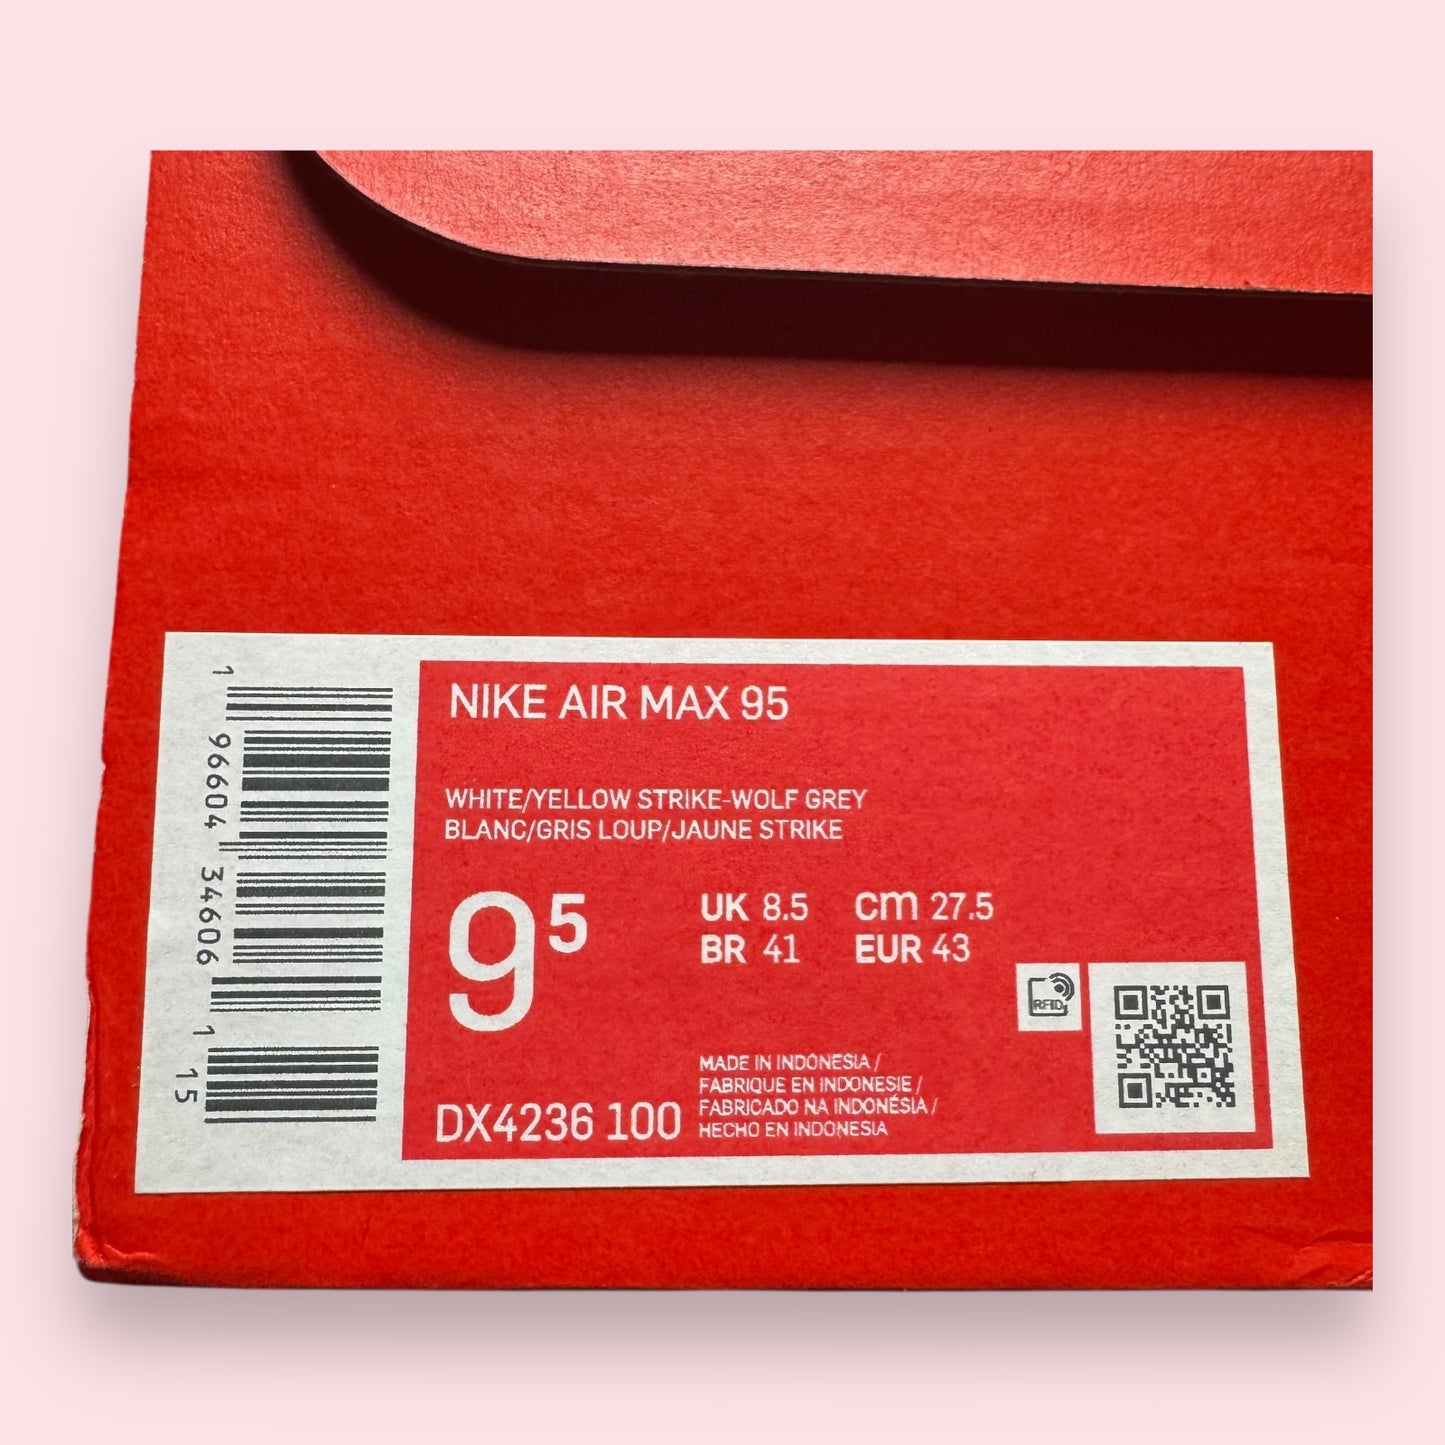 NIKE AIR MAX 95
WHITE/YELLOW STRIKE-WOLF GREY
BLANC/GRIS LOUP/JAUNE STRIKE
9⁵
UK 8.5 cm 27.5
BR 41 EUR 43
RFID
MADE IN INDONESIA /
FABRIQUE EN INDONESIE /
FABRICADO NA INDONÉSIA /
HECHO EN INDONESIA
DX4236 100
1 96604 34606 1 15